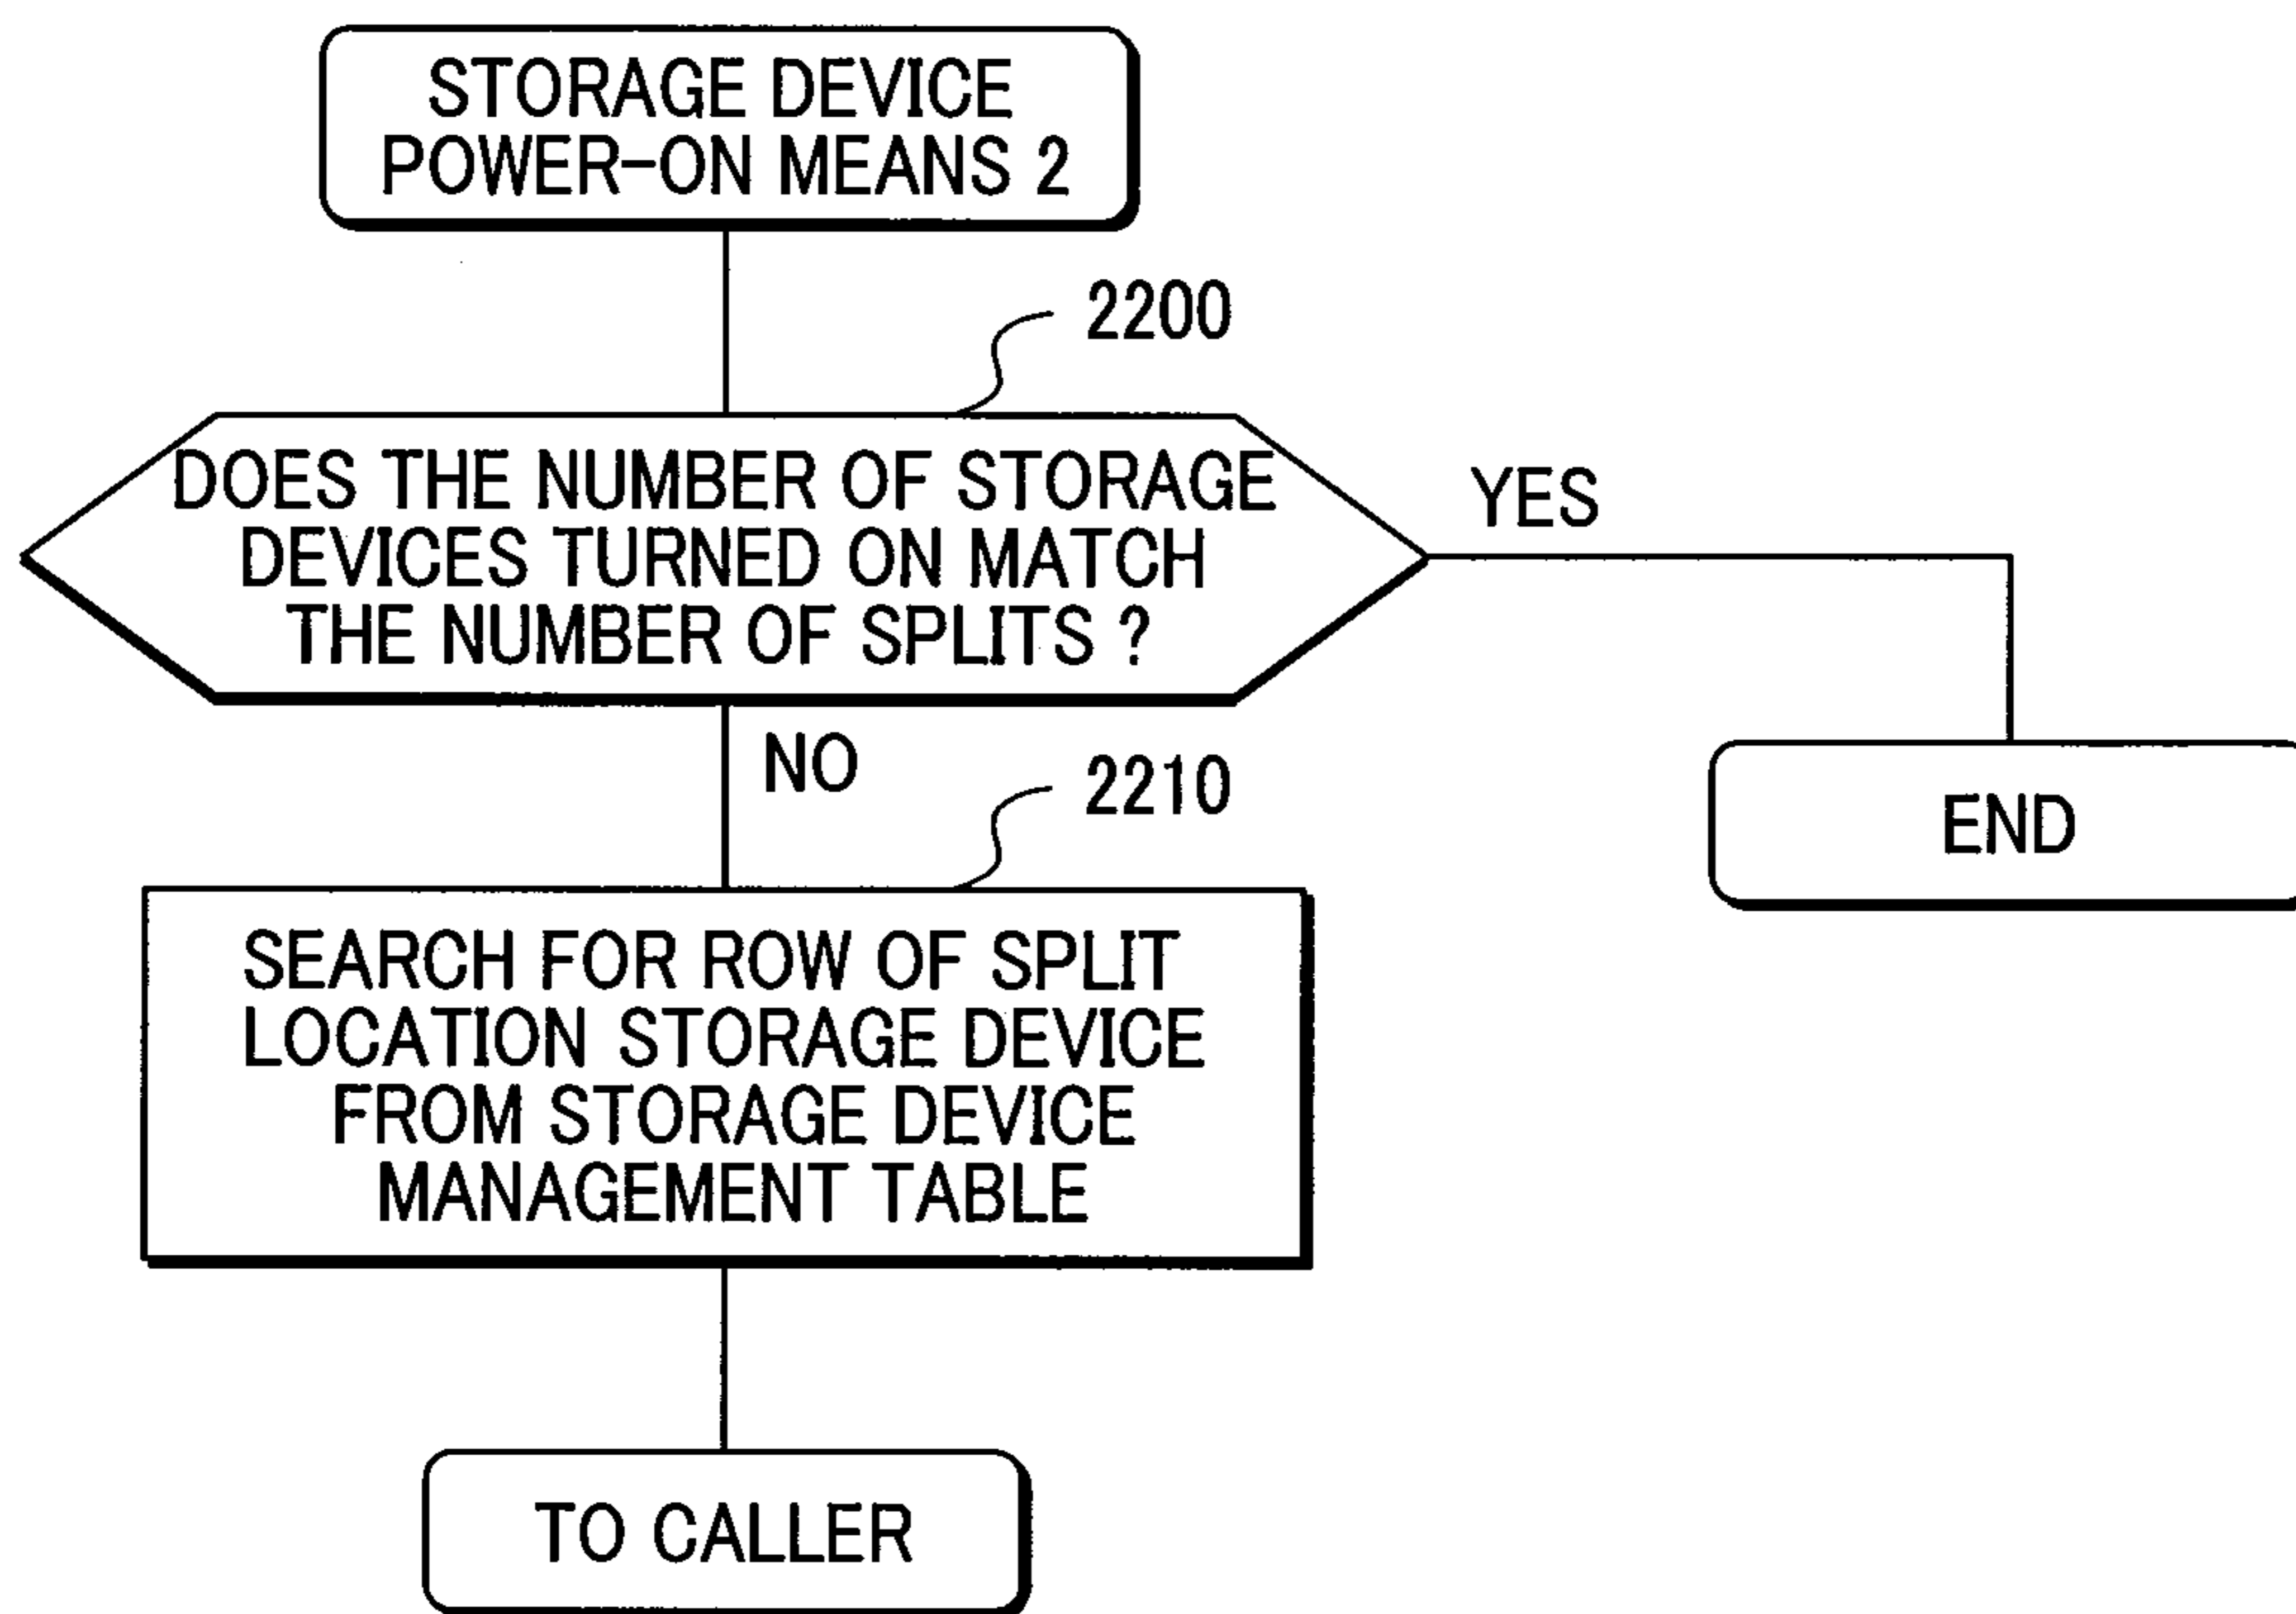 STORAGE DEVICE
POWER-ON MEANS 2
2200
DOES THE NUMBER OF STORAGE
DEVICES TURNED ON MATCH
THE NUMBER OF SPLITS ?
YES
NO
2210
END
SEARCH FOR ROW OF SPLIT
LOCATION STORAGE DEVICE
FROM STORAGE DEVICE
MANAGEMENT TABLE
TO CALLER